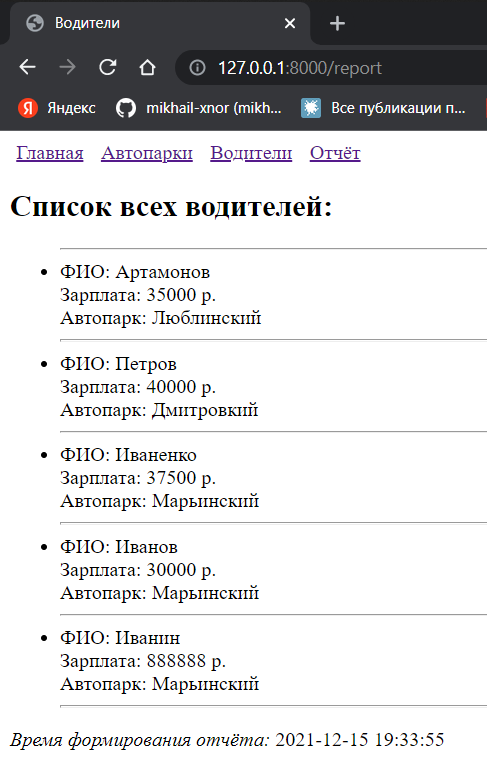 Водители
127.0.0.1:8000/report
Яндекс mikhail-xnor (mikh... Все публикации п...
Главная Автопарки Водители Отчёт
Список всех водителей:
ФИО: Артамонов
Зарплата: 35000 р.
Автопарк: Люблинский
ФИО: Петров
Зарплата: 40000 р.
Автопарк: Дмитровкий
ФИО: Иваненко
Зарплата: 37500 р.
Автопарк: Марьинский
ФИО: Иванов
Зарплата: 30000 р.
Автопарк: Марьинский
ФИО: Иванин
Зарплата: 888888 р.
Автопарк: Марьинский
Время формирования отчёта: 2021-12-15 19:33:55